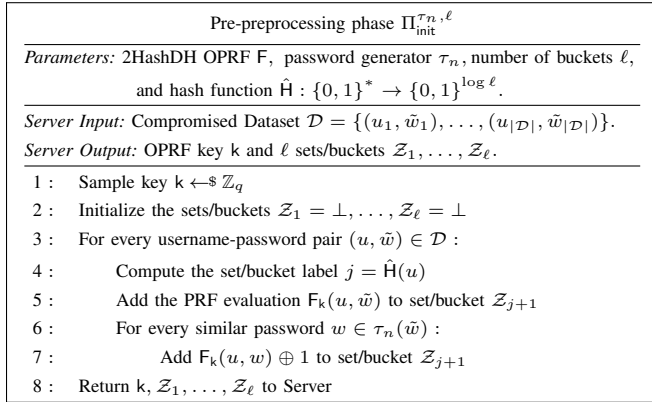 Pre-preprocessing phase Π_init^{τ_n, ℓ}
Parameters: 2HashDH OPRF F, password generator τ_n, number of buckets ℓ,
and hash function Ĥ : {0, 1}^* → {0, 1}^{log ℓ}.
Server Input: Compromised Dataset 𝒟 = {(u_1, w̃_1), . . . , (u_{|𝒟|}, w̃_{|𝒟|})}.
Server Output: OPRF key k and ℓ sets/buckets 𝒵_1, . . . , 𝒵_ℓ.
1 : Sample key k ←$ ℤ_q
2 : Initialize the sets/buckets 𝒵_1 = ⊥, . . . , 𝒵_ℓ = ⊥
3 : For every username-password pair (u, w̃) ∈ 𝒟 :
4 : Compute the set/bucket label j = Ĥ(u)
5 : Add the PRF evaluation F_k(u, w̃) to set/bucket 𝒵_{j+1}
6 : For every similar password w ∈ τ_n(w̃) :
7 : Add F_k(u, w) ⊕ 1 to set/bucket 𝒵_{j+1}
8 : Return k, 𝒵_1, . . . , 𝒵_ℓ to Server